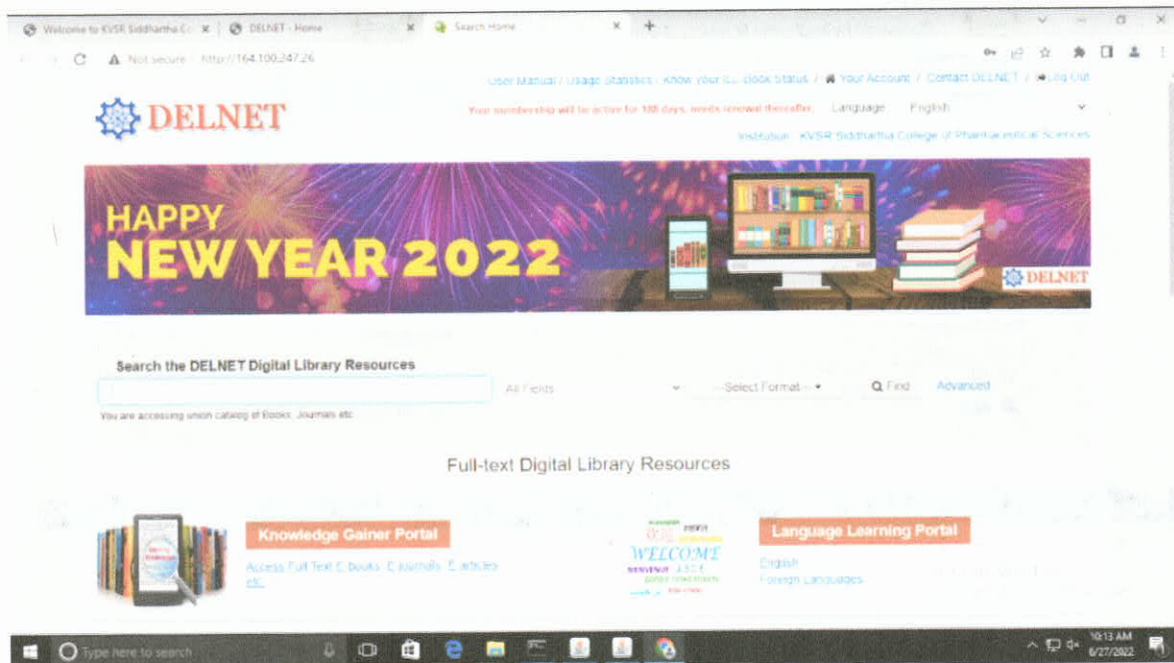 Welcome to KVSR Siddhartha Co
DELNET - Home
Search Home
Not secure
http://164.100.247.26
User Manual / Usage Statistics / Know your ILL-Book Status / Your Account / Contact DELNET / Log Out
DELNET
Your membership will be active for 188 days, needs renewal thereafter.
Language English
Institution : KVSR Siddhartha College of Pharmaceutical Sciences
HAPPY
NEW YEAR 2022
DELNET
Search the DELNET Digital Library Resources
All Fields
---Select Format---
Find
Advanced
You are accessing union catalog of Books, Journals etc
Full-text Digital Library Resources
Knowledge Gainer Portal
Access Full Text E-books, E-journals, E-articles
etc.
WELCOME
Language Learning Portal
English
Foreign Languages
Type here to search
10:13 AM
6/27/2022